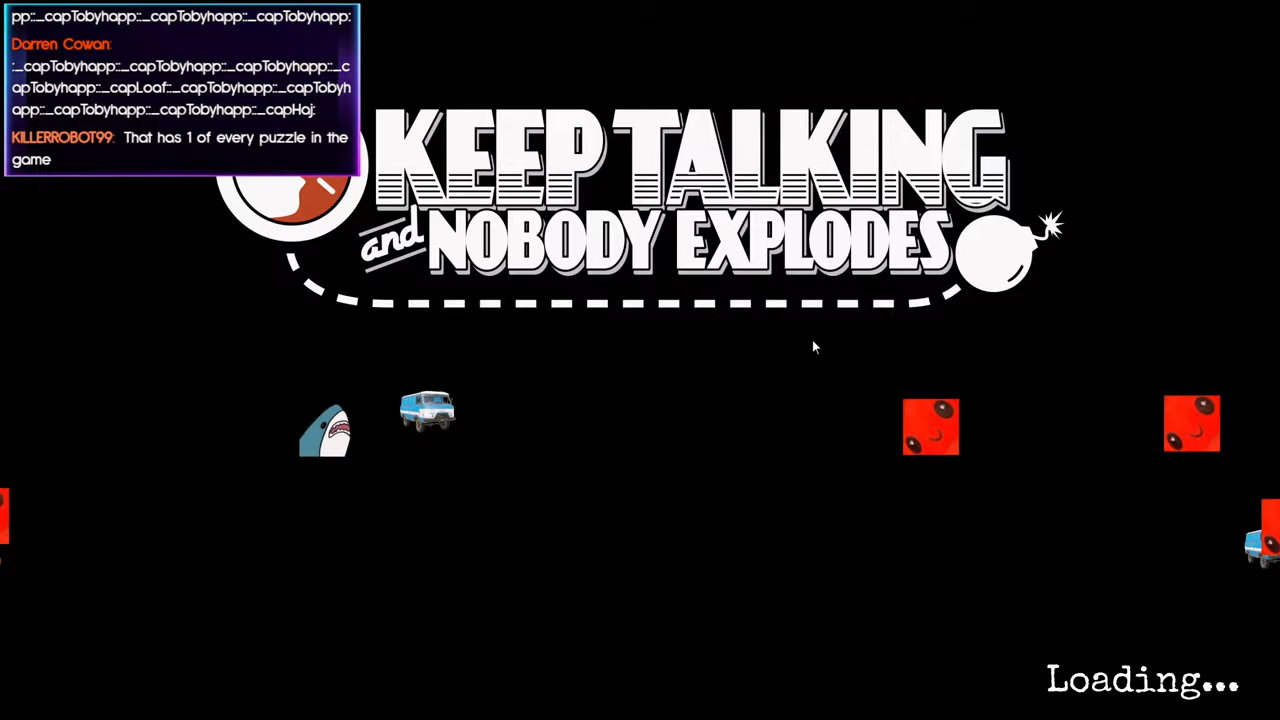 pp::_capTobyhapp::_capTobyhapp::_capTobyhapp:
Darren Cowan:
:_capTobyhapp::_capTobyhapp::_capTobyhapp::_c
apTobyhapp::_capLoaf::_capTobyhapp::_capTobyh
app::_capTobyhapp::_capTobyhapp::_capHaj:
KILLERROBOT99: That has 1 of every puzzle in the
game
KEEP TALKING
and NOBODY EXPLODES
Loading...